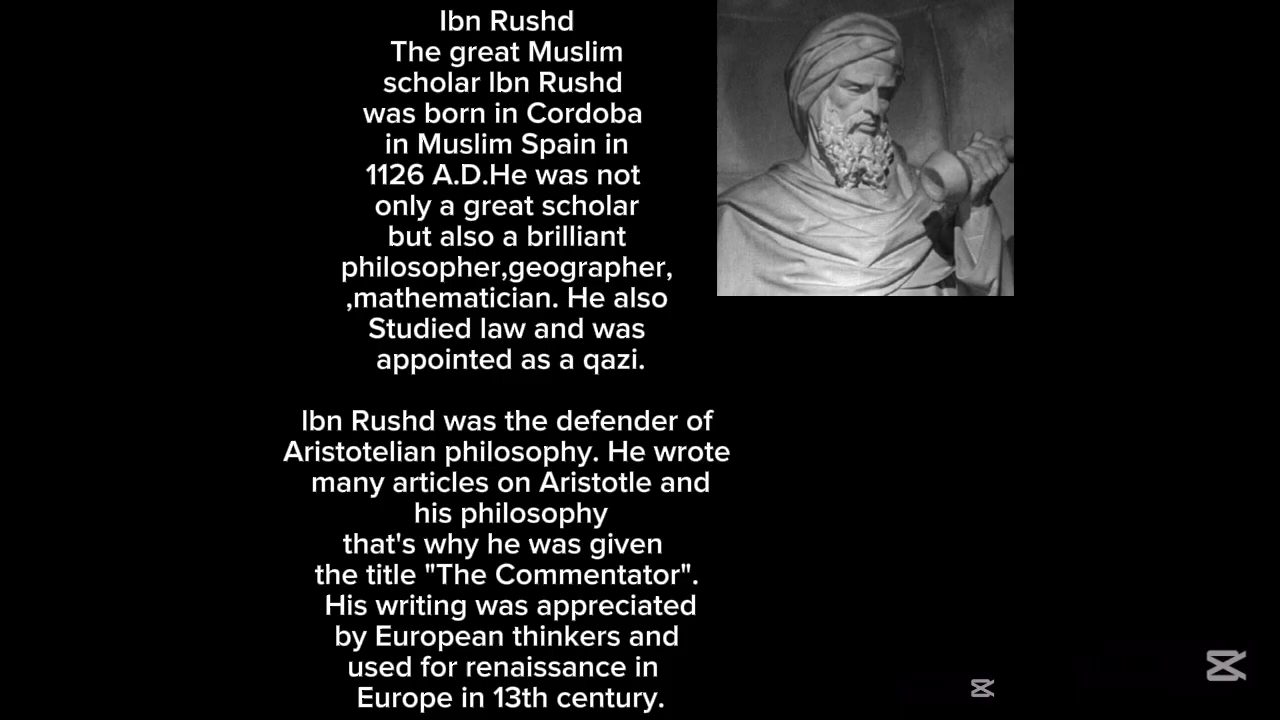 Ibn Rushd
The great Muslim
scholar Ibn Rushd
was born in Cordoba
in Muslim Spain in
1126 A.D.He was not
only a great scholar
but also a brilliant
philosopher,geographer,
,mathematician. He also
Studied law and was
appointed as a qazi.
Ibn Rushd was the defender of
Aristotelian philosophy. He wrote
many articles on Aristotle and
his philosophy
that's why he was given
the title "The Commentator".
His writing was appreciated
by European thinkers and
used for renaissance in
Europe in 13th century.